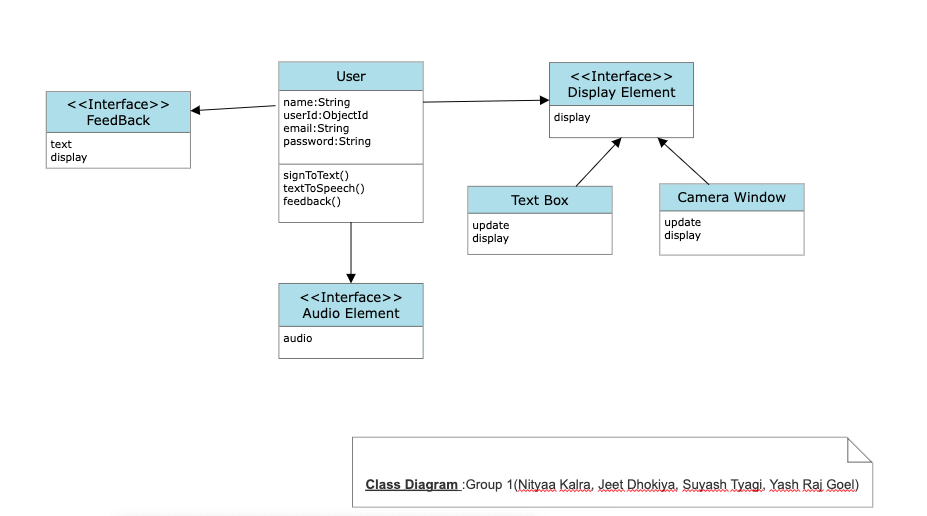 <<Interface>>
FeedBack
text
display
User
name:String
userId:ObjectId
email:String
password:String
signToText()
textToSpeech()
feedback()
<<Interface>>
Display Element
display
Text Box
update
display
Camera Window
update
display
<<Interface>>
Audio Element
audio
Class Diagram :Group 1(Nityaa Kalra, Jeet Dhokiya, Suyash Tyagi, Yash Raj Goel)